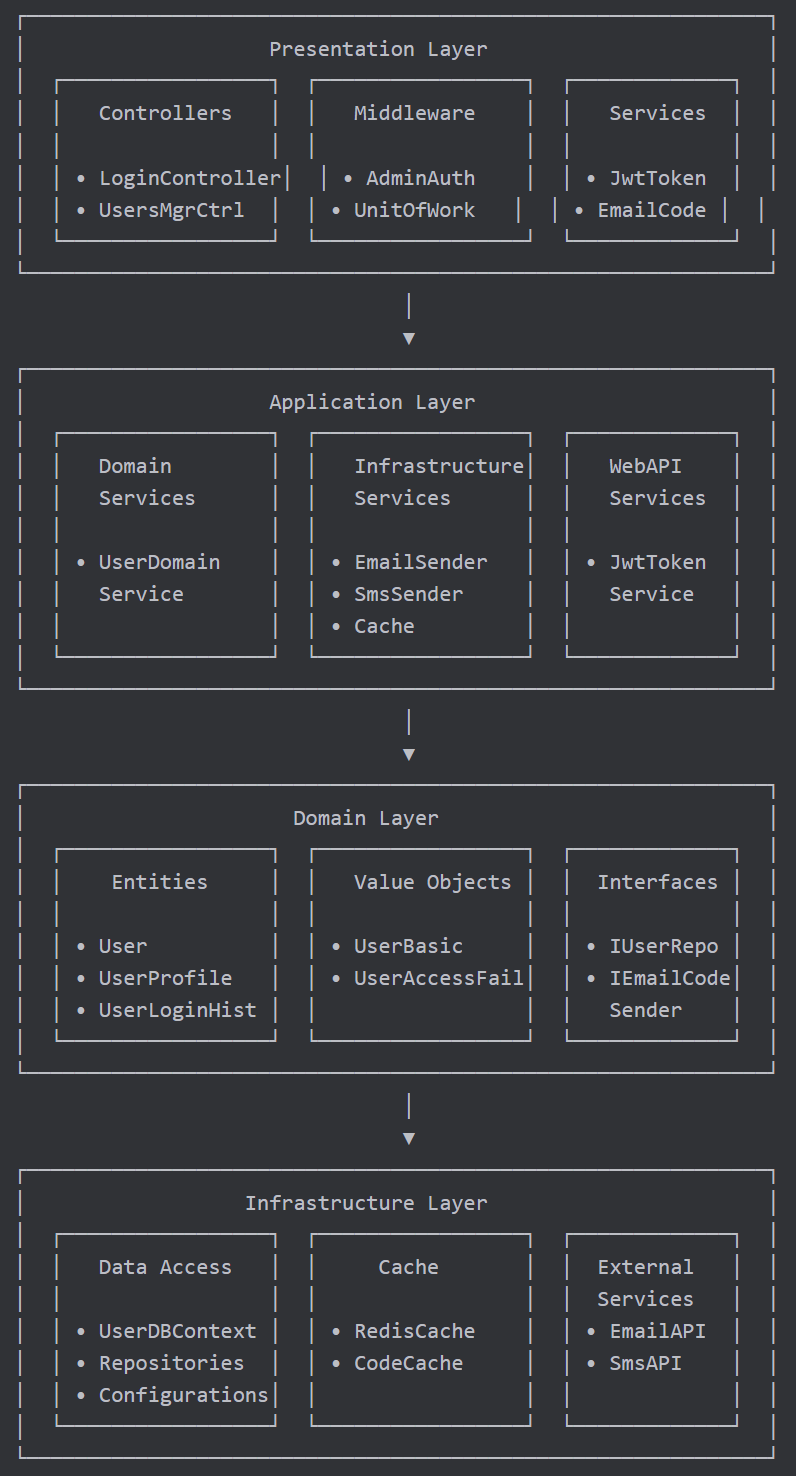 Presentation Layer
Controllers Middleware Services
• LoginController • AdminAuth • JwtToken
• UsersMgrCtrl • UnitOfWork • EmailCode
▼
Application Layer
Domain Infrastructure WebAPI
Services Services Services
• UserDomain • EmailSender • JwtToken
Service • SmsSender Service
• Cache
▼
Domain Layer
Entities Value Objects Interfaces
• User • UserBasic • IUserRepo
• UserProfile • UserAccessFail • IEmailCode
• UserLoginHist Sender
▼
Infrastructure Layer
Data Access Cache External
Services
• UserDBContext • RedisCache • EmailAPI
• Repositories • CodeCache • SmsAPI
• Configurations